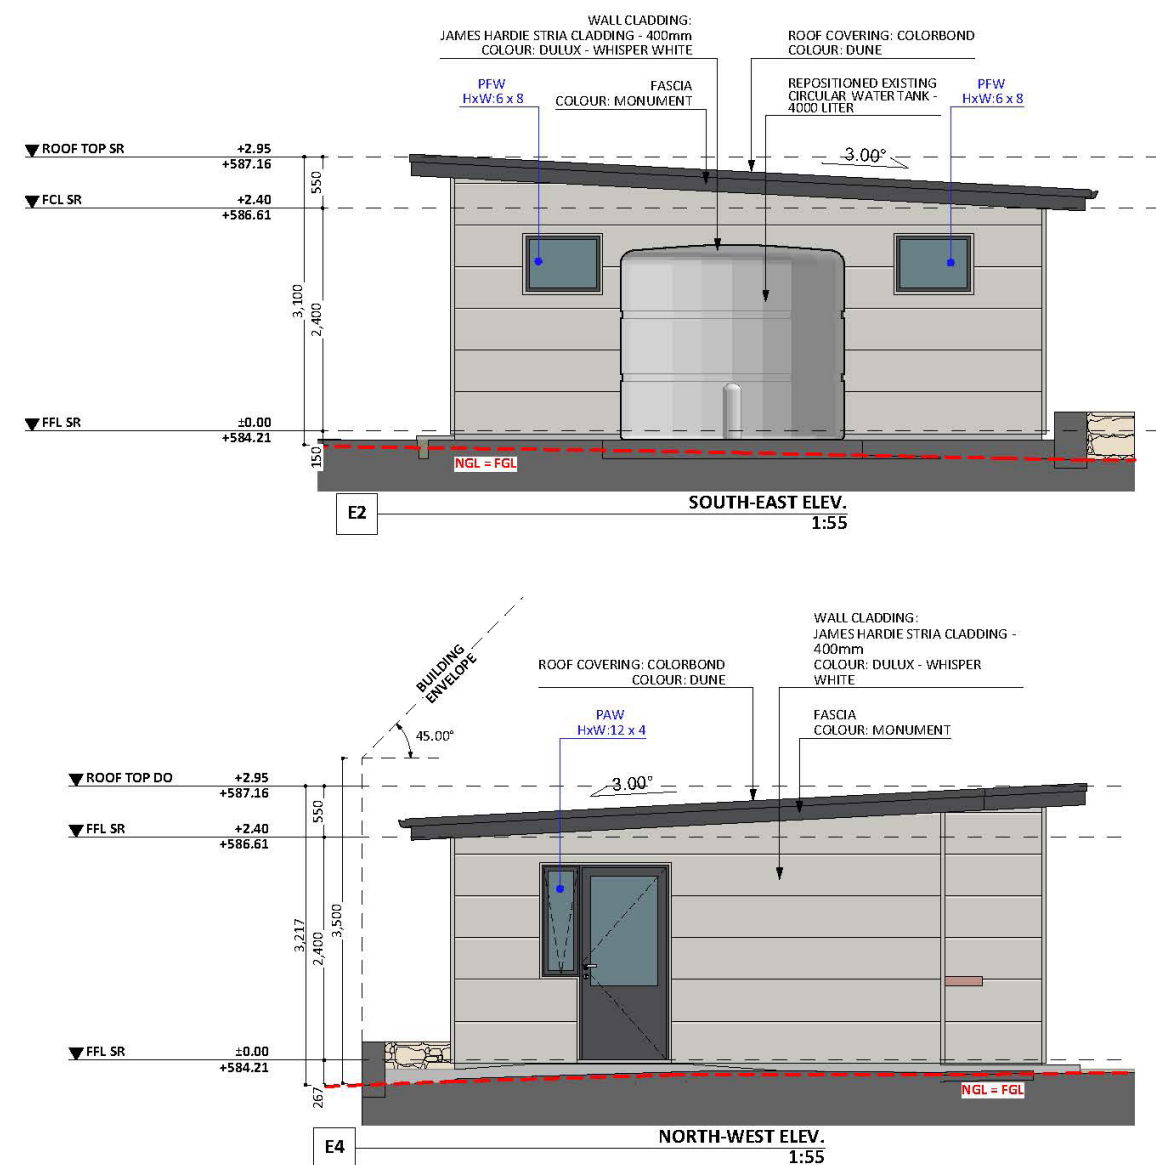 WALL CLADDING:
JAMES HARDIE STRIA CLADDING - 400mm
COLOUR: DULUX - WHISPER WHITE
ROOF COVERING: COLORBOND
COLOUR: DUNE
PFW
HxW:6 x 8
FASCIA
COLOUR: MONUMENT
REPOSITIONED EXISTING
CIRCULAR WATER TANK -
4000 LITER
PFW
HxW:6 x 8
ROOF TOP SR +2.95
+587.16
3.00°
550
FCL SR +2.40
+586.61
3,100
2,400
FFL SR ±0.00
+584.21
150
NGL = FGL
E2
SOUTH-EAST ELEV.
1:55
BUILDING
ENVELOPE
45.00°
WALL CLADDING:
JAMES HARDIE STRIA CLADDING -
400mm
COLOUR: DULUX - WHISPER
WHITE
ROOF COVERING: COLORBOND
COLOUR: DUNE
PAW
HxW:12 x 4
FASCIA
COLOUR: MONUMENT
ROOF TOP DO +2.95
+587.16
3.00°
550
FFL SR +2.40
+586.61
3,217
2,400
3,500
FFL SR ±0.00
+584.21
267
NGL = FGL
E4
NORTH-WEST ELEV.
1:55